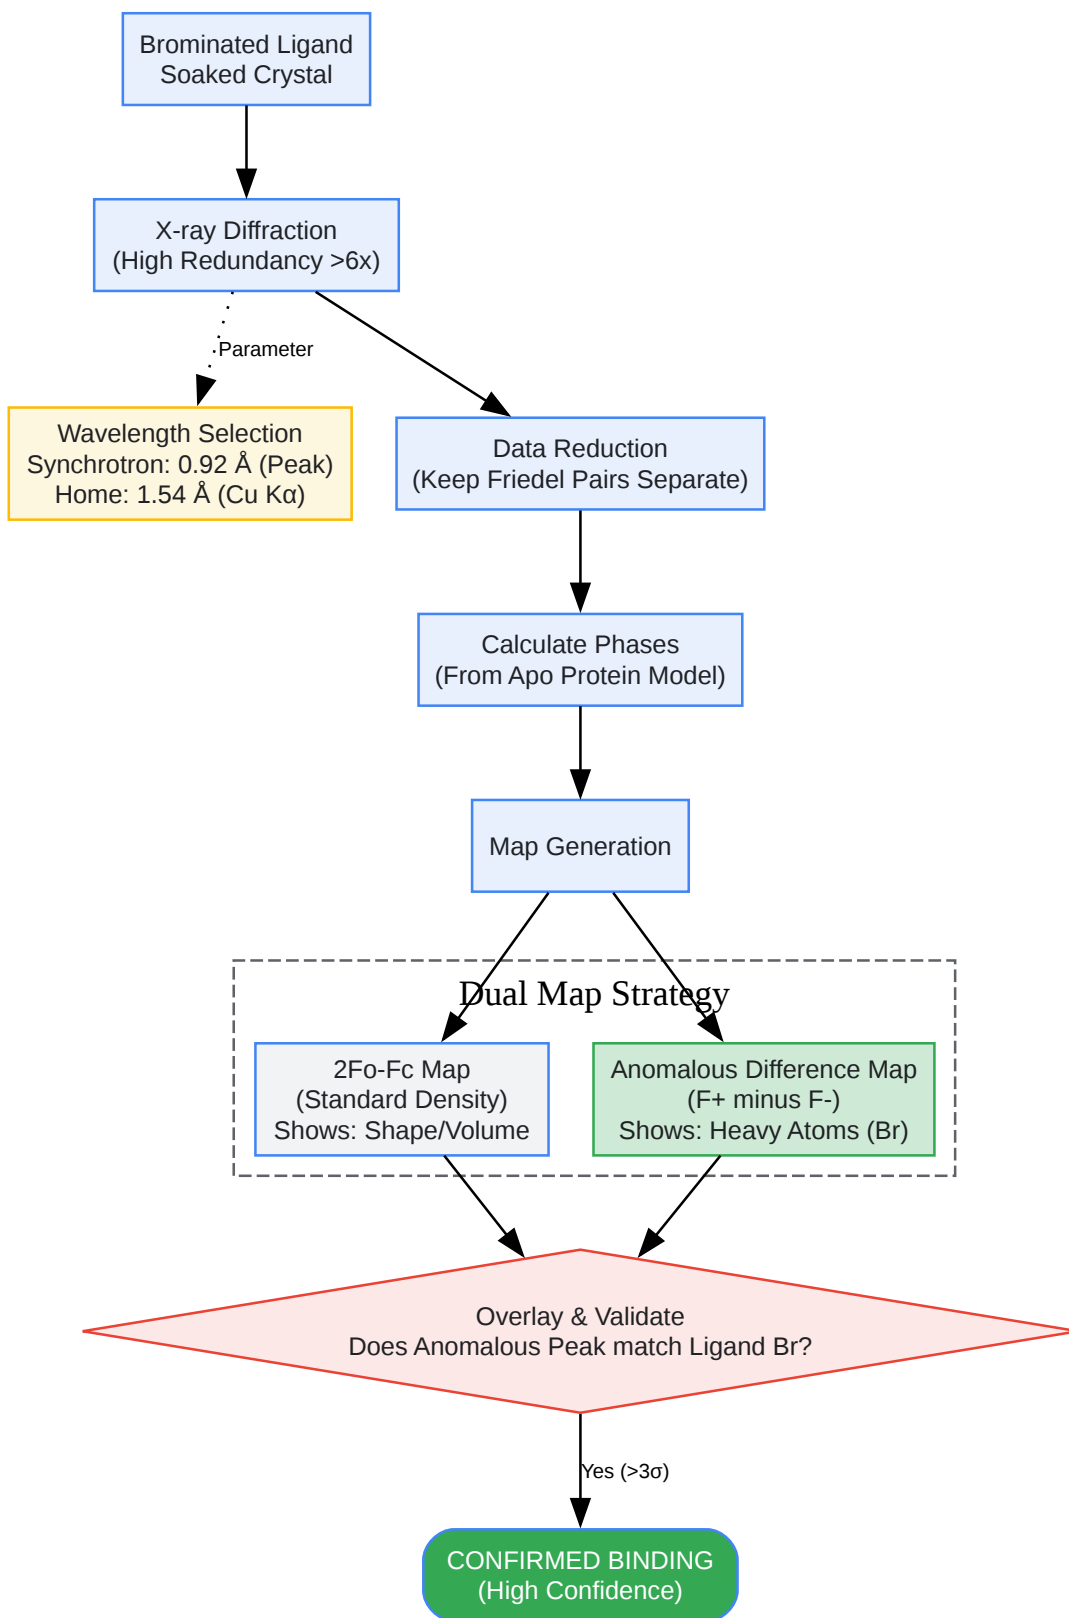 Brominated Ligand
Soaked Crystal
X-ray Diffraction
(High Redundancy >6x)
Parameter
Wavelength Selection
Synchrotron: 0.92 Å (Peak)
Home: 1.54 Å (Cu Kα)
Data Reduction
(Keep Friedel Pairs Separate)
Calculate Phases
(From Apo Protein Model)
Map Generation
Dual Map Strategy
2Fo-Fc Map
(Standard Density)
Shows: Shape/Volume
Anomalous Difference Map
(F+ minus F-)
Shows: Heavy Atoms (Br)
Overlay & Validate
Does Anomalous Peak match Ligand Br?
Yes (>3σ)
CONFIRMED BINDING
(High Confidence)